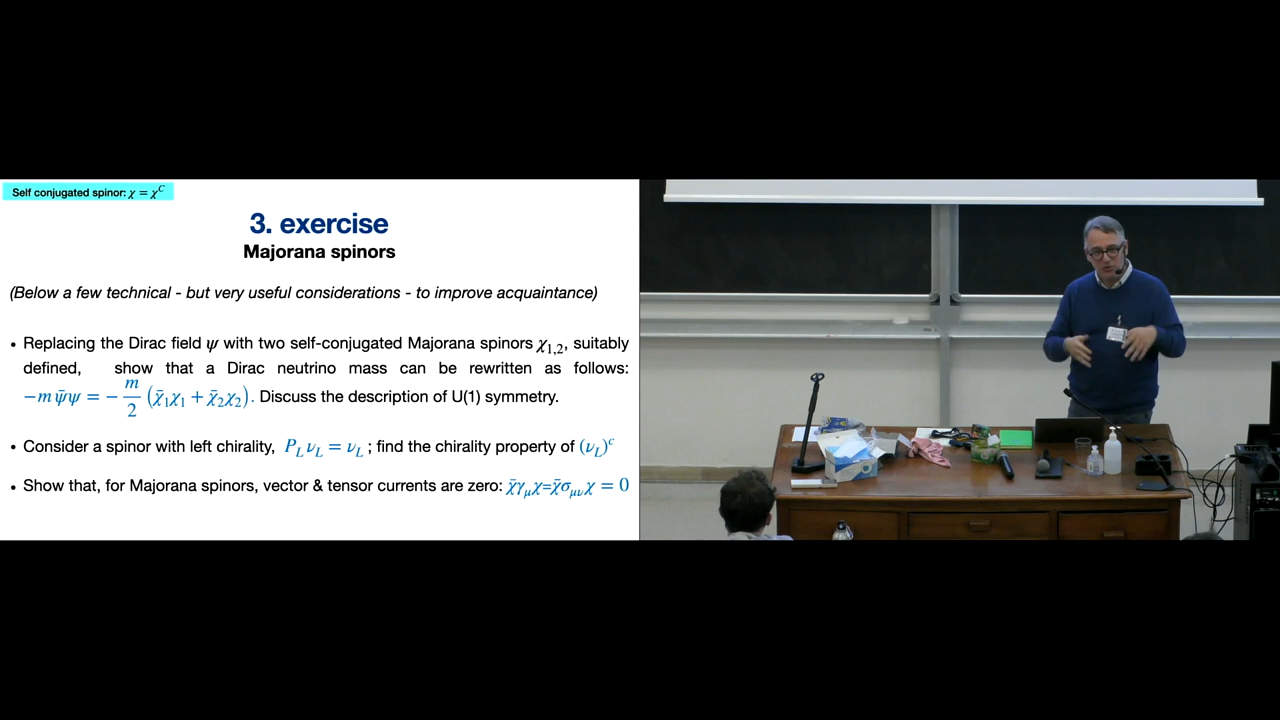 Self conjugated spinor: χ = χ^C
3. exercise
Majorana spinors
(Below a few technical - but very useful considerations - to improve acquaintance)
• Replacing the Dirac field ψ with two self-conjugated Majorana spinors χ_{1,2}, suitably
defined, show that a Dirac neutrino mass can be rewritten as follows:
−m ψ̄ψ = − m/2 (χ̄₁χ₁ + χ̄₂χ₂). Discuss the description of U(1) symmetry.
• Consider a spinor with left chirality, P_L ν_L = ν_L ; find the chirality property of (ν_L)^c
• Show that, for Majorana spinors, vector & tensor currents are zero: χ̄γ_μχ=χ̄σ_{μν}χ = 0